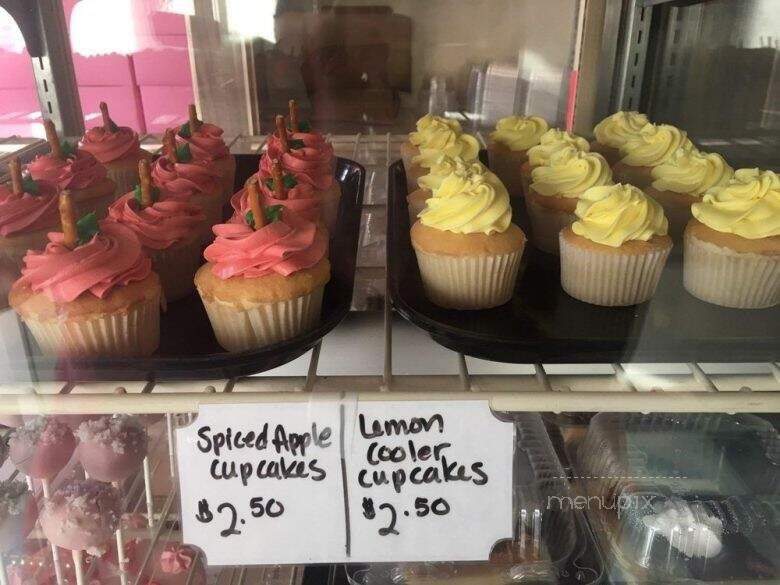 Spiced Apple
cupcakes
$2.50
Lemon
Cooler
cupcakes
$2.50
menupix